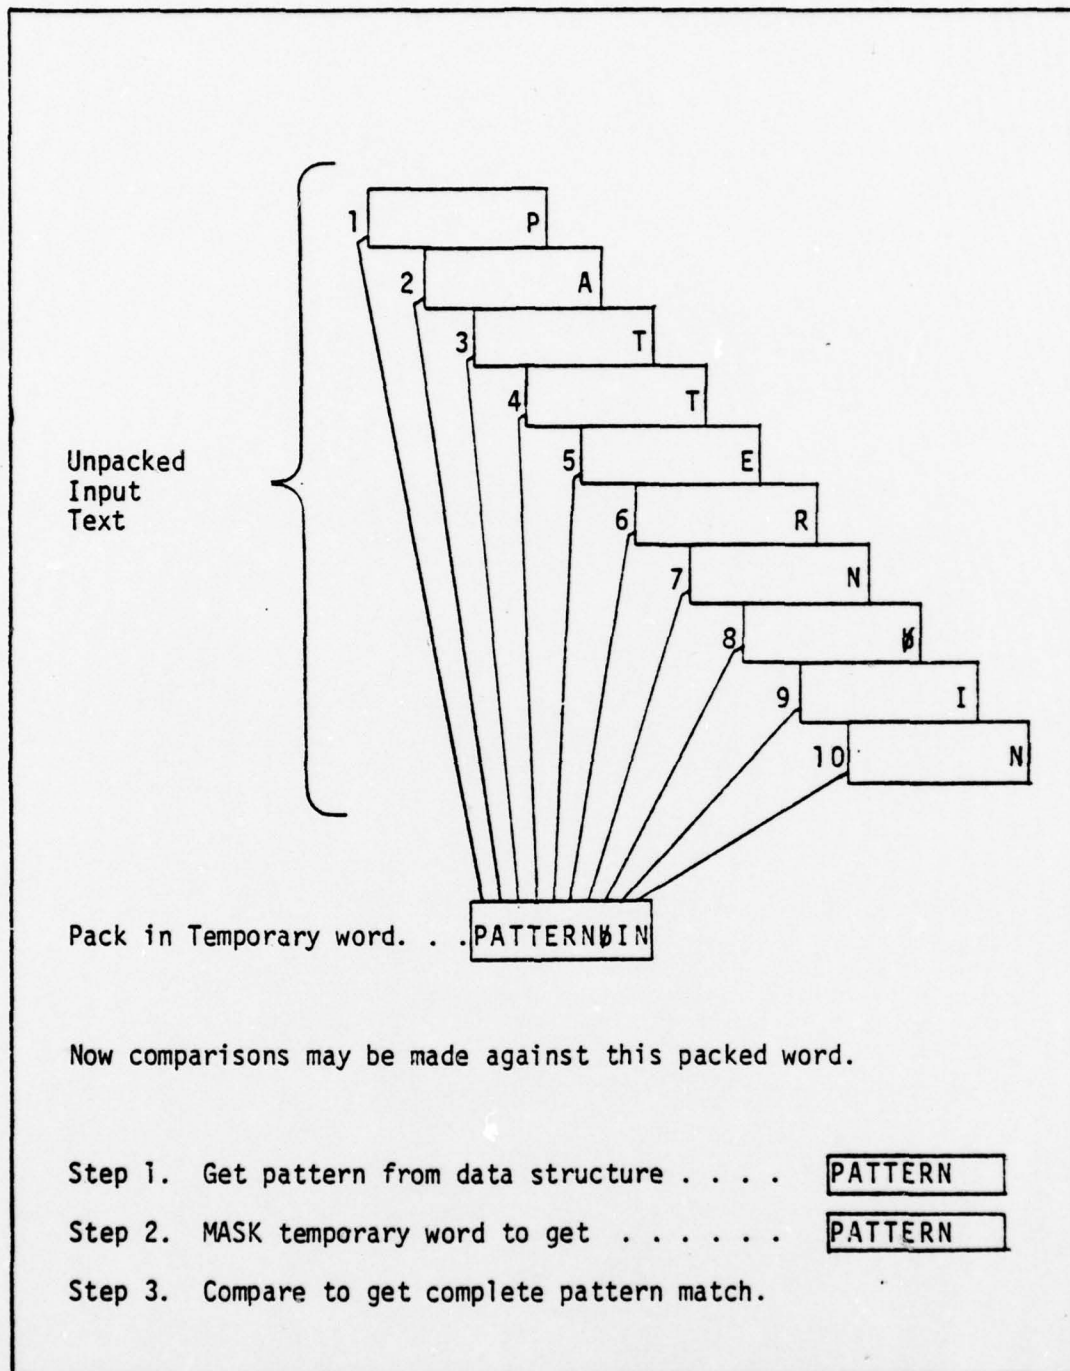 1 P
2 A
3 T
4 T
5 E
6 R
7 N
8 ␢
9 I
10 N
Unpacked
Input
Text
Pack in Temporary word. . . PATTERN␢IN
Now comparisons may be made against this packed word.
Step 1. Get pattern from data structure . . . . PATTERN
Step 2. MASK temporary word to get . . . . . . PATTERN
Step 3. Compare to get complete pattern match.